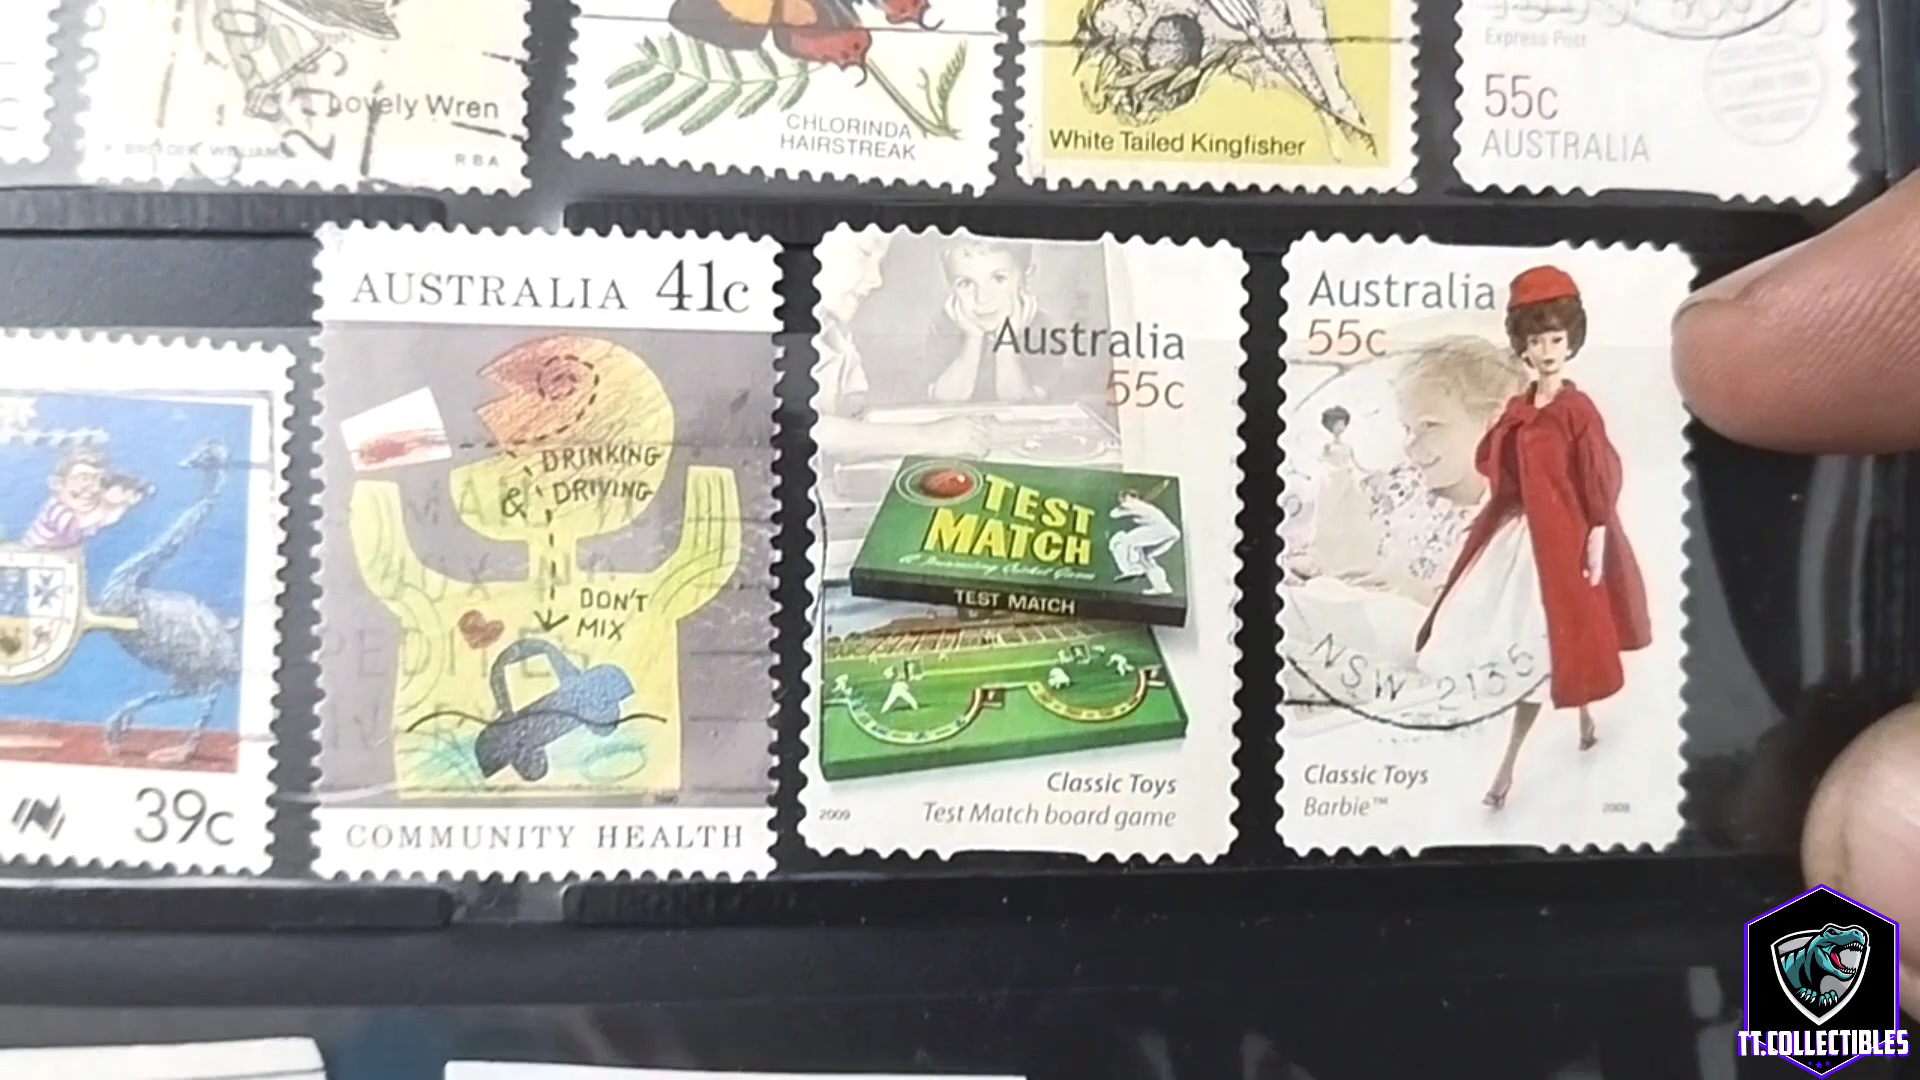 Lovely Wren
RBA
CHLORINDA
HAIRSTREAK
White Tailed Kingfisher
Express Post
55c
AUSTRALIA
39c
AUSTRALIA 41c
DRINKING
& DRIVING
DON'T
MIX
COMMUNITY HEALTH
Australia
55c
TEST
MATCH
TEST MATCH
Classic Toys
2009 Test Match board game
Australia
55c
NSW 2135
Classic Toys
Barbie™ 2009
TT.COLLECTIBLES